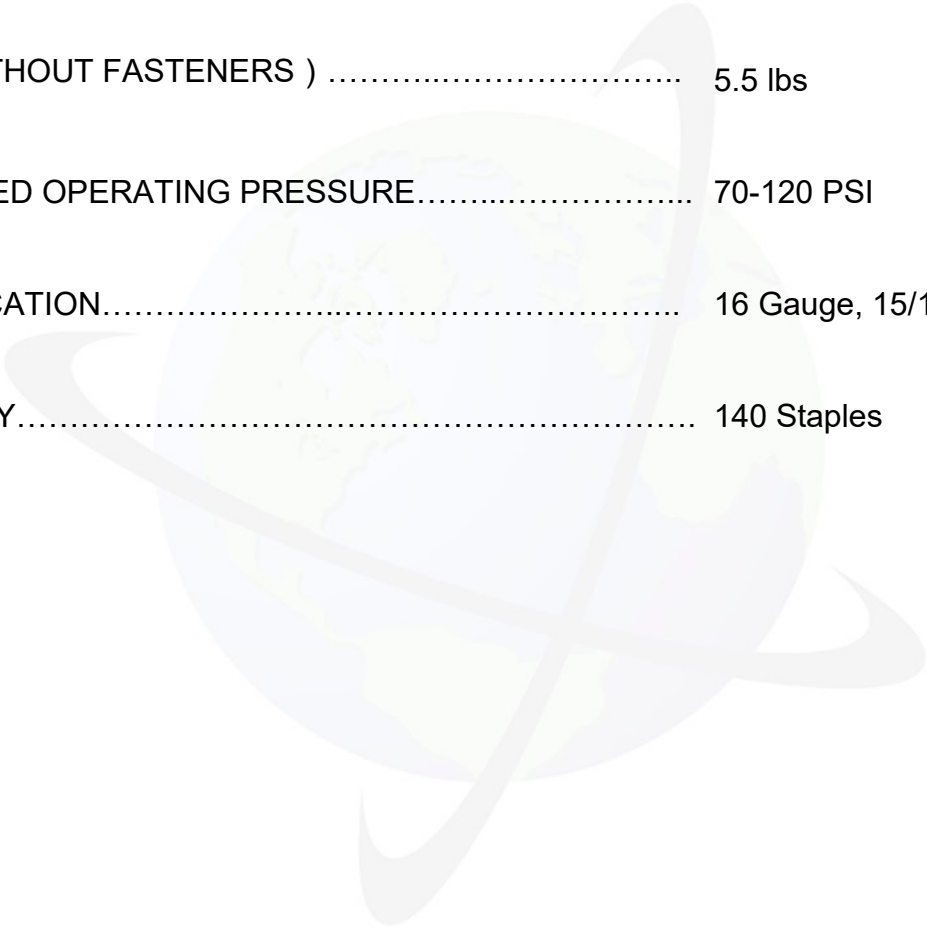 THOUT FASTENERS ) ………...………………….. 5.5 lbs
ED OPERATING PRESSURE……...……………... 70-120 PSI
CATION…………………...………………………….. 16 Gauge, 15/1
Y………………………………………………………. 140 Staples